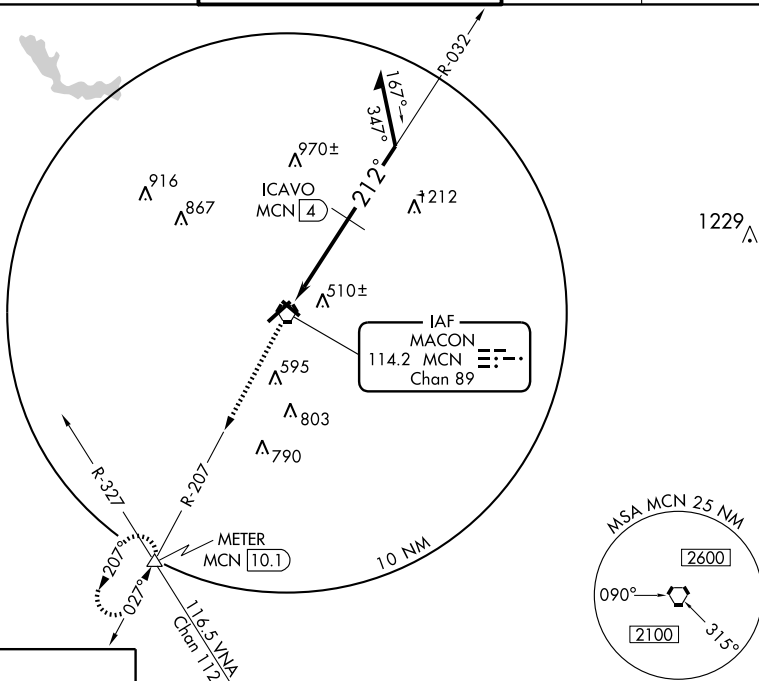 R-032
167°
347°
970±
916
867
ICAVO
MCN 4
212°
1212
1229
510±
IAF
MACON
114.2 MCN
Chan 89
595
803
790
R-327
R-207
METER
MCN 10.1
10 NM
207°
027°
116.5 VNA
Chan 112
MSA MCN 25 NM
2600
090°
2100
315°